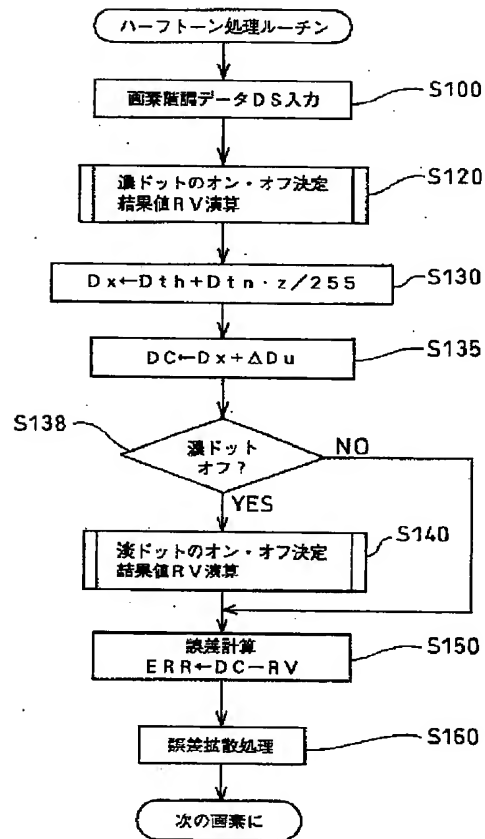 ハーフトーン処理ルーチン
画素階調データDS入力
S100
濃ドットのオン・オフ決定
結果値RV演算
S120
Dx←Dth+Dtn・z/255
S130
DC←Dx+ΔDu
S135
S138
濃ドット
オフ?
NO
YES
淡ドットのオン・オフ決定
結果値RV演算
S140
誤差計算
ERR←DC−RV
S150
誤差拡散処理
S160
次の画素に